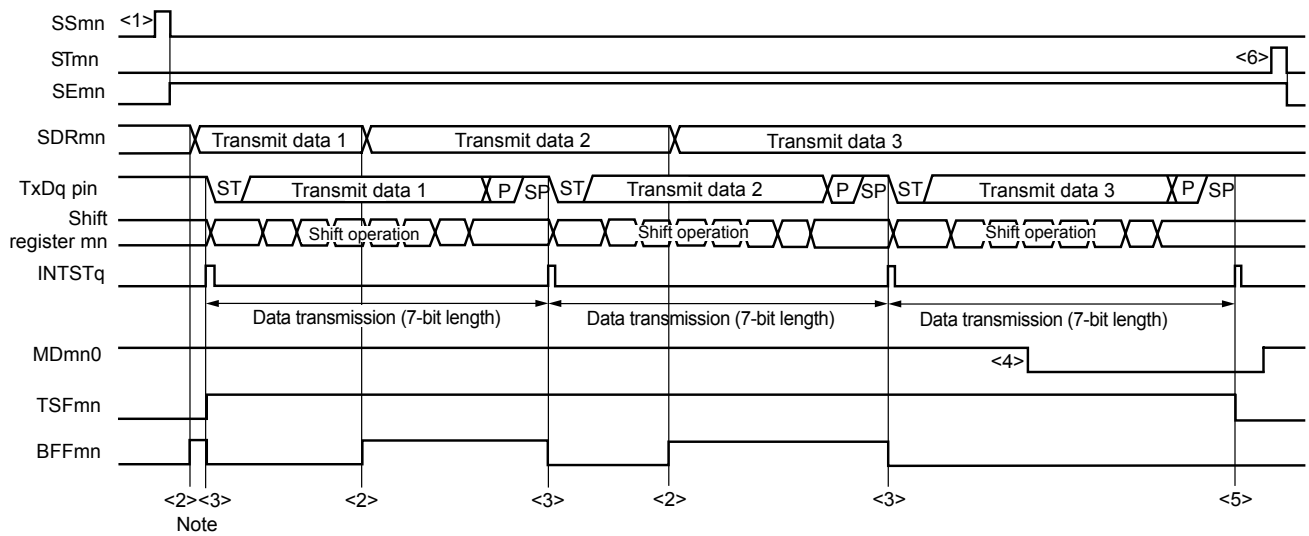 SSmn <1>
STmn <6>
SEmn
SDRmn Transmit data 1 Transmit data 2 Transmit data 3
TxDq pin ST Transmit data 1 P SP ST Transmit data 2 P SP ST Transmit data 3 P SP
Shift
register mn Shift operation Shift operation Shift operation
INTSTq
Data transmission (7-bit length) Data transmission (7-bit length) Data transmission (7-bit length)
MDmn0 <4>
TSFmn
BFFmn
<2><3> <2> <3> <2> <3> <5>
Note